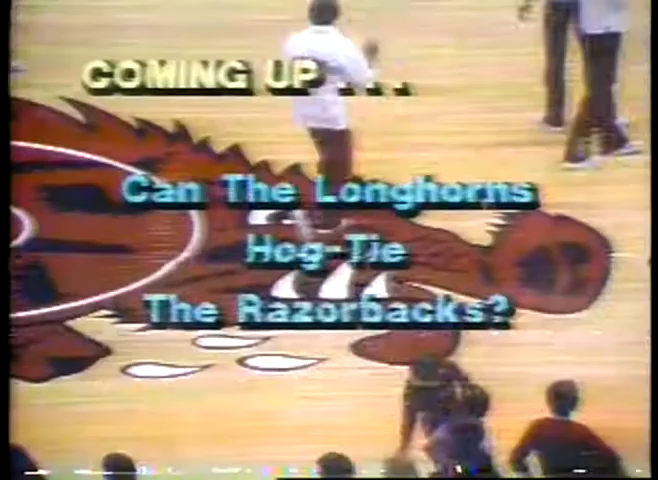 COMING UP . . .
Can The Longhorns
Hog-Tie
The Razorbacks?